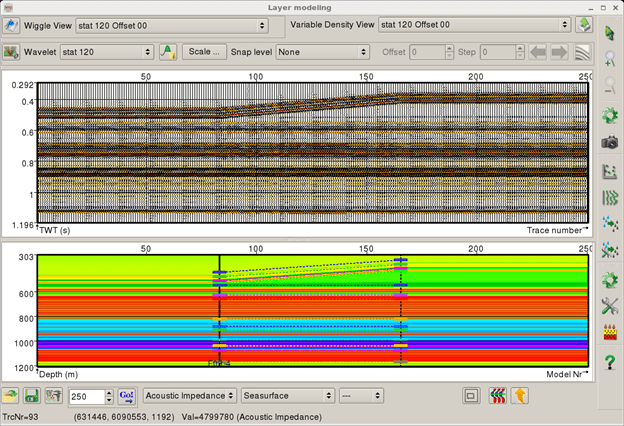 Layer modeling
Wiggle View stat 120 Offset 00 Variable Density View stat 120 Offset 00
Wavelet stat 120 Scale ... Snap level None Offset 0 Step 0
50 100 150 200 250
0.292
0.4
0.6
0.8
1
1.196
TWT (s) Trace number
50 100 150 200 250
303
600
800
1000
1200
Depth (m) Model Nr
250 Go! Acoustic Impedance Seasurface ---
TrcNr=93 (631446, 6090553, 1192) Val=4799780 (Acoustic Impedance)